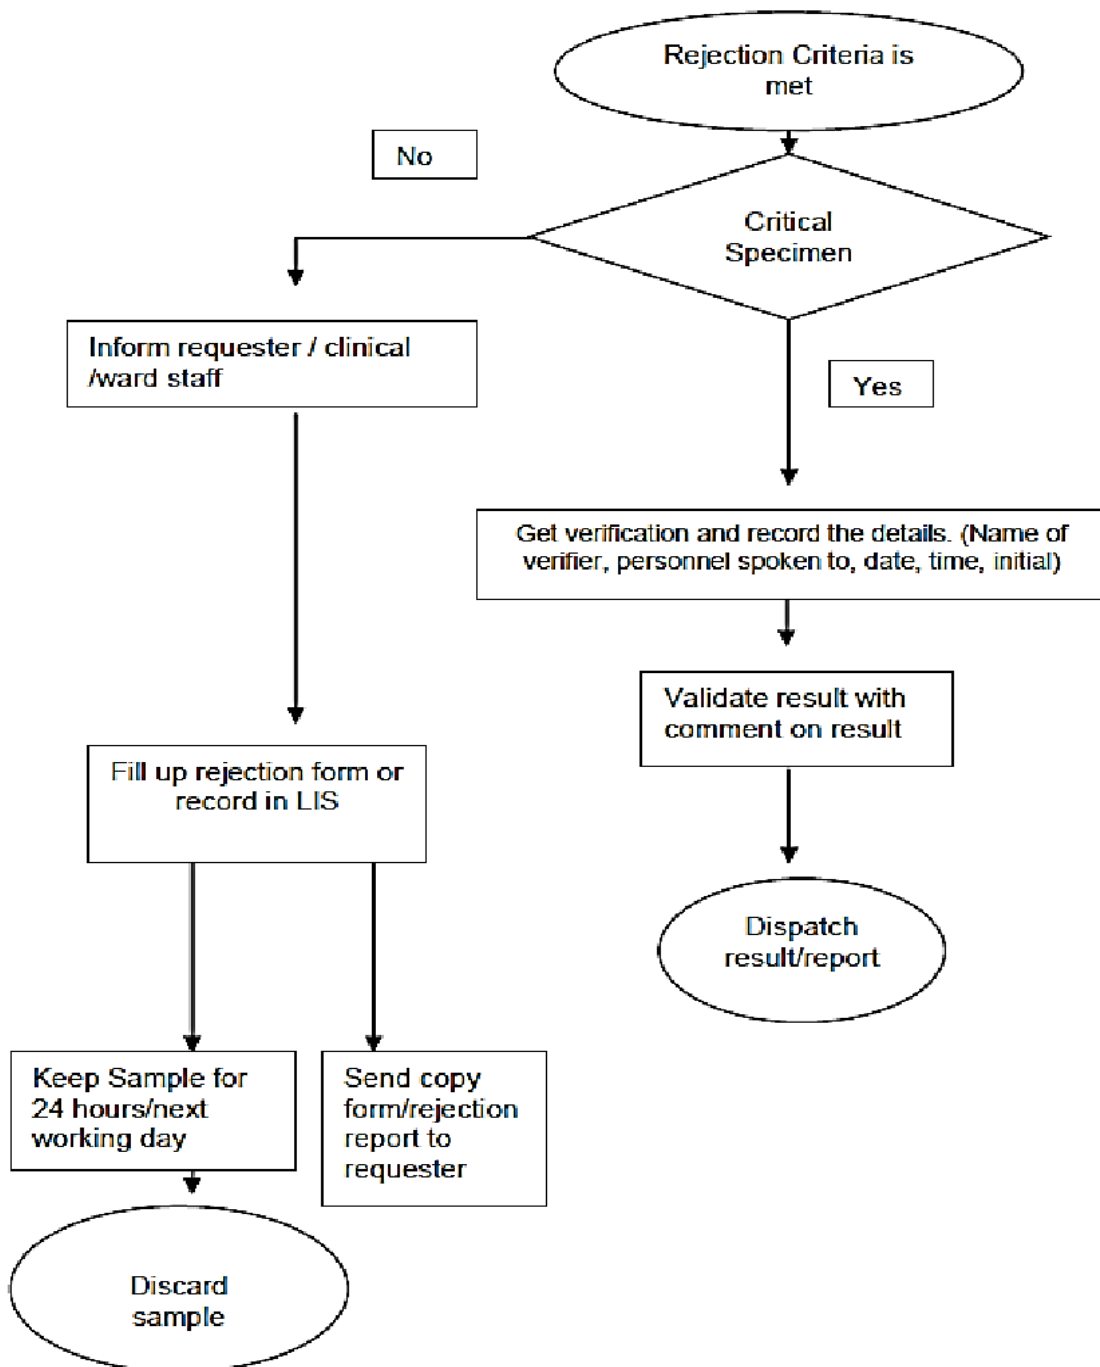 Rejection Criteria is
met
No
Critical
Specimen
Inform requester / clinical
/ward staff
Yes
Get verification and record the details. (Name of
verifier, personnel spoken to, date, time, initial)
Validate result with
comment on result
Fill up rejection form or
record in LIS
Dispatch
result/report
Keep Sample for
24 hours/next
working day
Send copy
form/rejection
report to
requester
Discard
sample